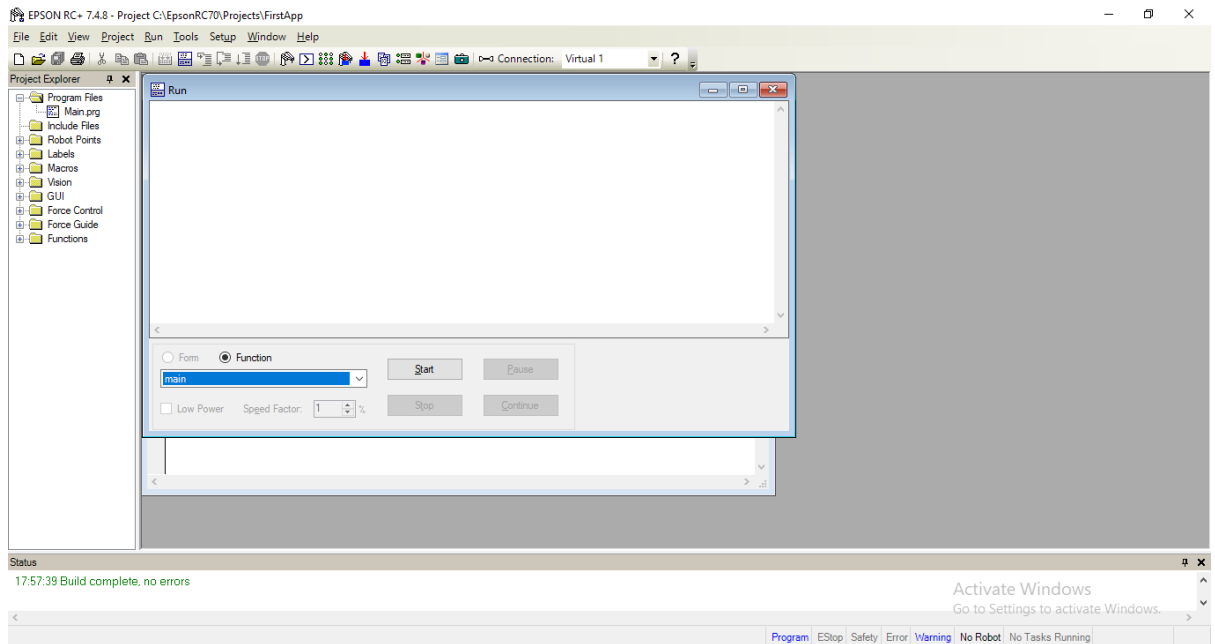 EPSON RC+ 7.4.8 - Project C:\EpsonRC70\Projects\FirstApp
File Edit View Project Run Tools Setup Window Help
Connection: Virtual 1
Project Explorer
Program Files
Main.prg
Include Files
Robot Points
Labels
Macros
Vision
GUI
Force Control
Force Guide
Functions
Run
Form Function
Start Pause
main
Low Power Speed Factor: 1 %
Stop Continue
Status
17:57:39 Build complete, no errors
Activate Windows
Go to Settings to activate Windows.
Program EStop Safety Error Warning No Robot No Tasks Running